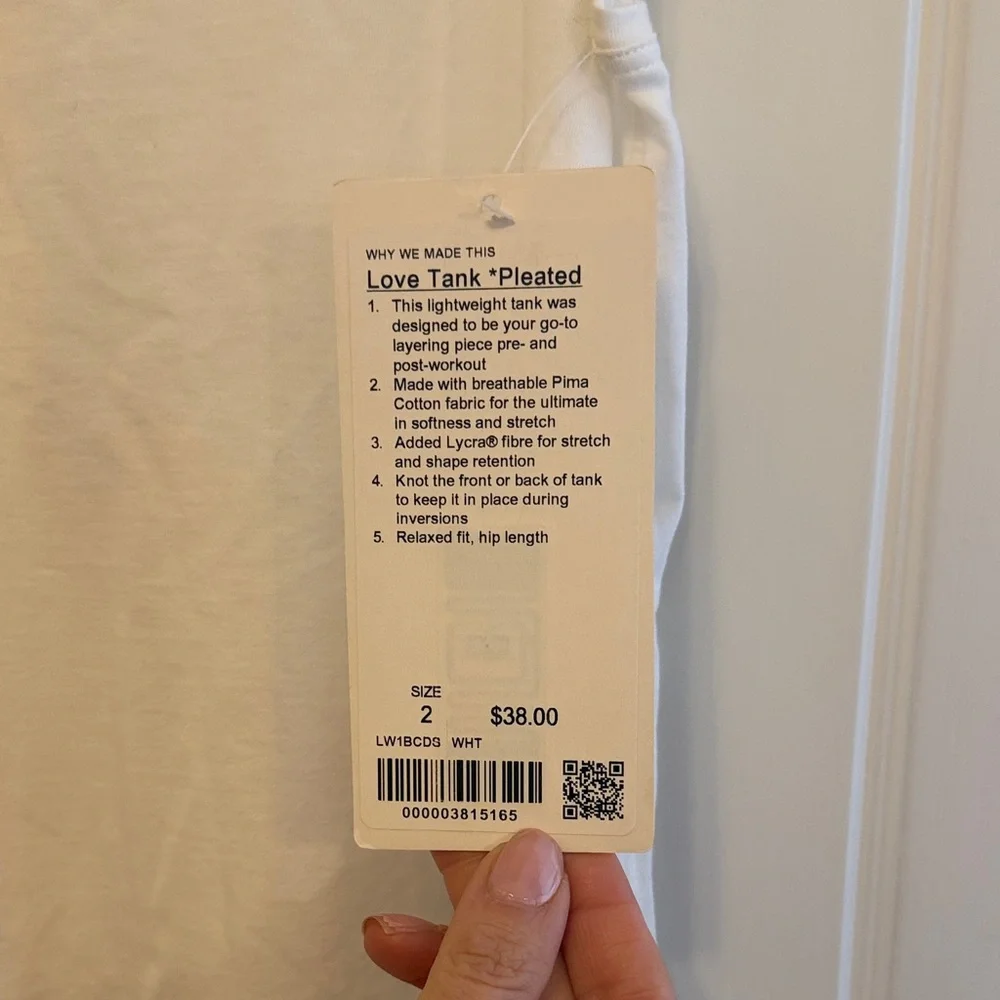 WHY WE MADE THIS
Love Tank *Pleated
1. This lightweight tank was
designed to be your go-to
layering piece pre- and
post-workout
2. Made with breathable Pima
Cotton fabric for the ultimate
in softness and stretch
3. Added Lycra® fibre for stretch
and shape retention
4. Knot the front or back of tank
to keep it in place during
inversions
5. Relaxed fit, hip length
SIZE
2 $38.00
LW1BCDS WHT
000003815165